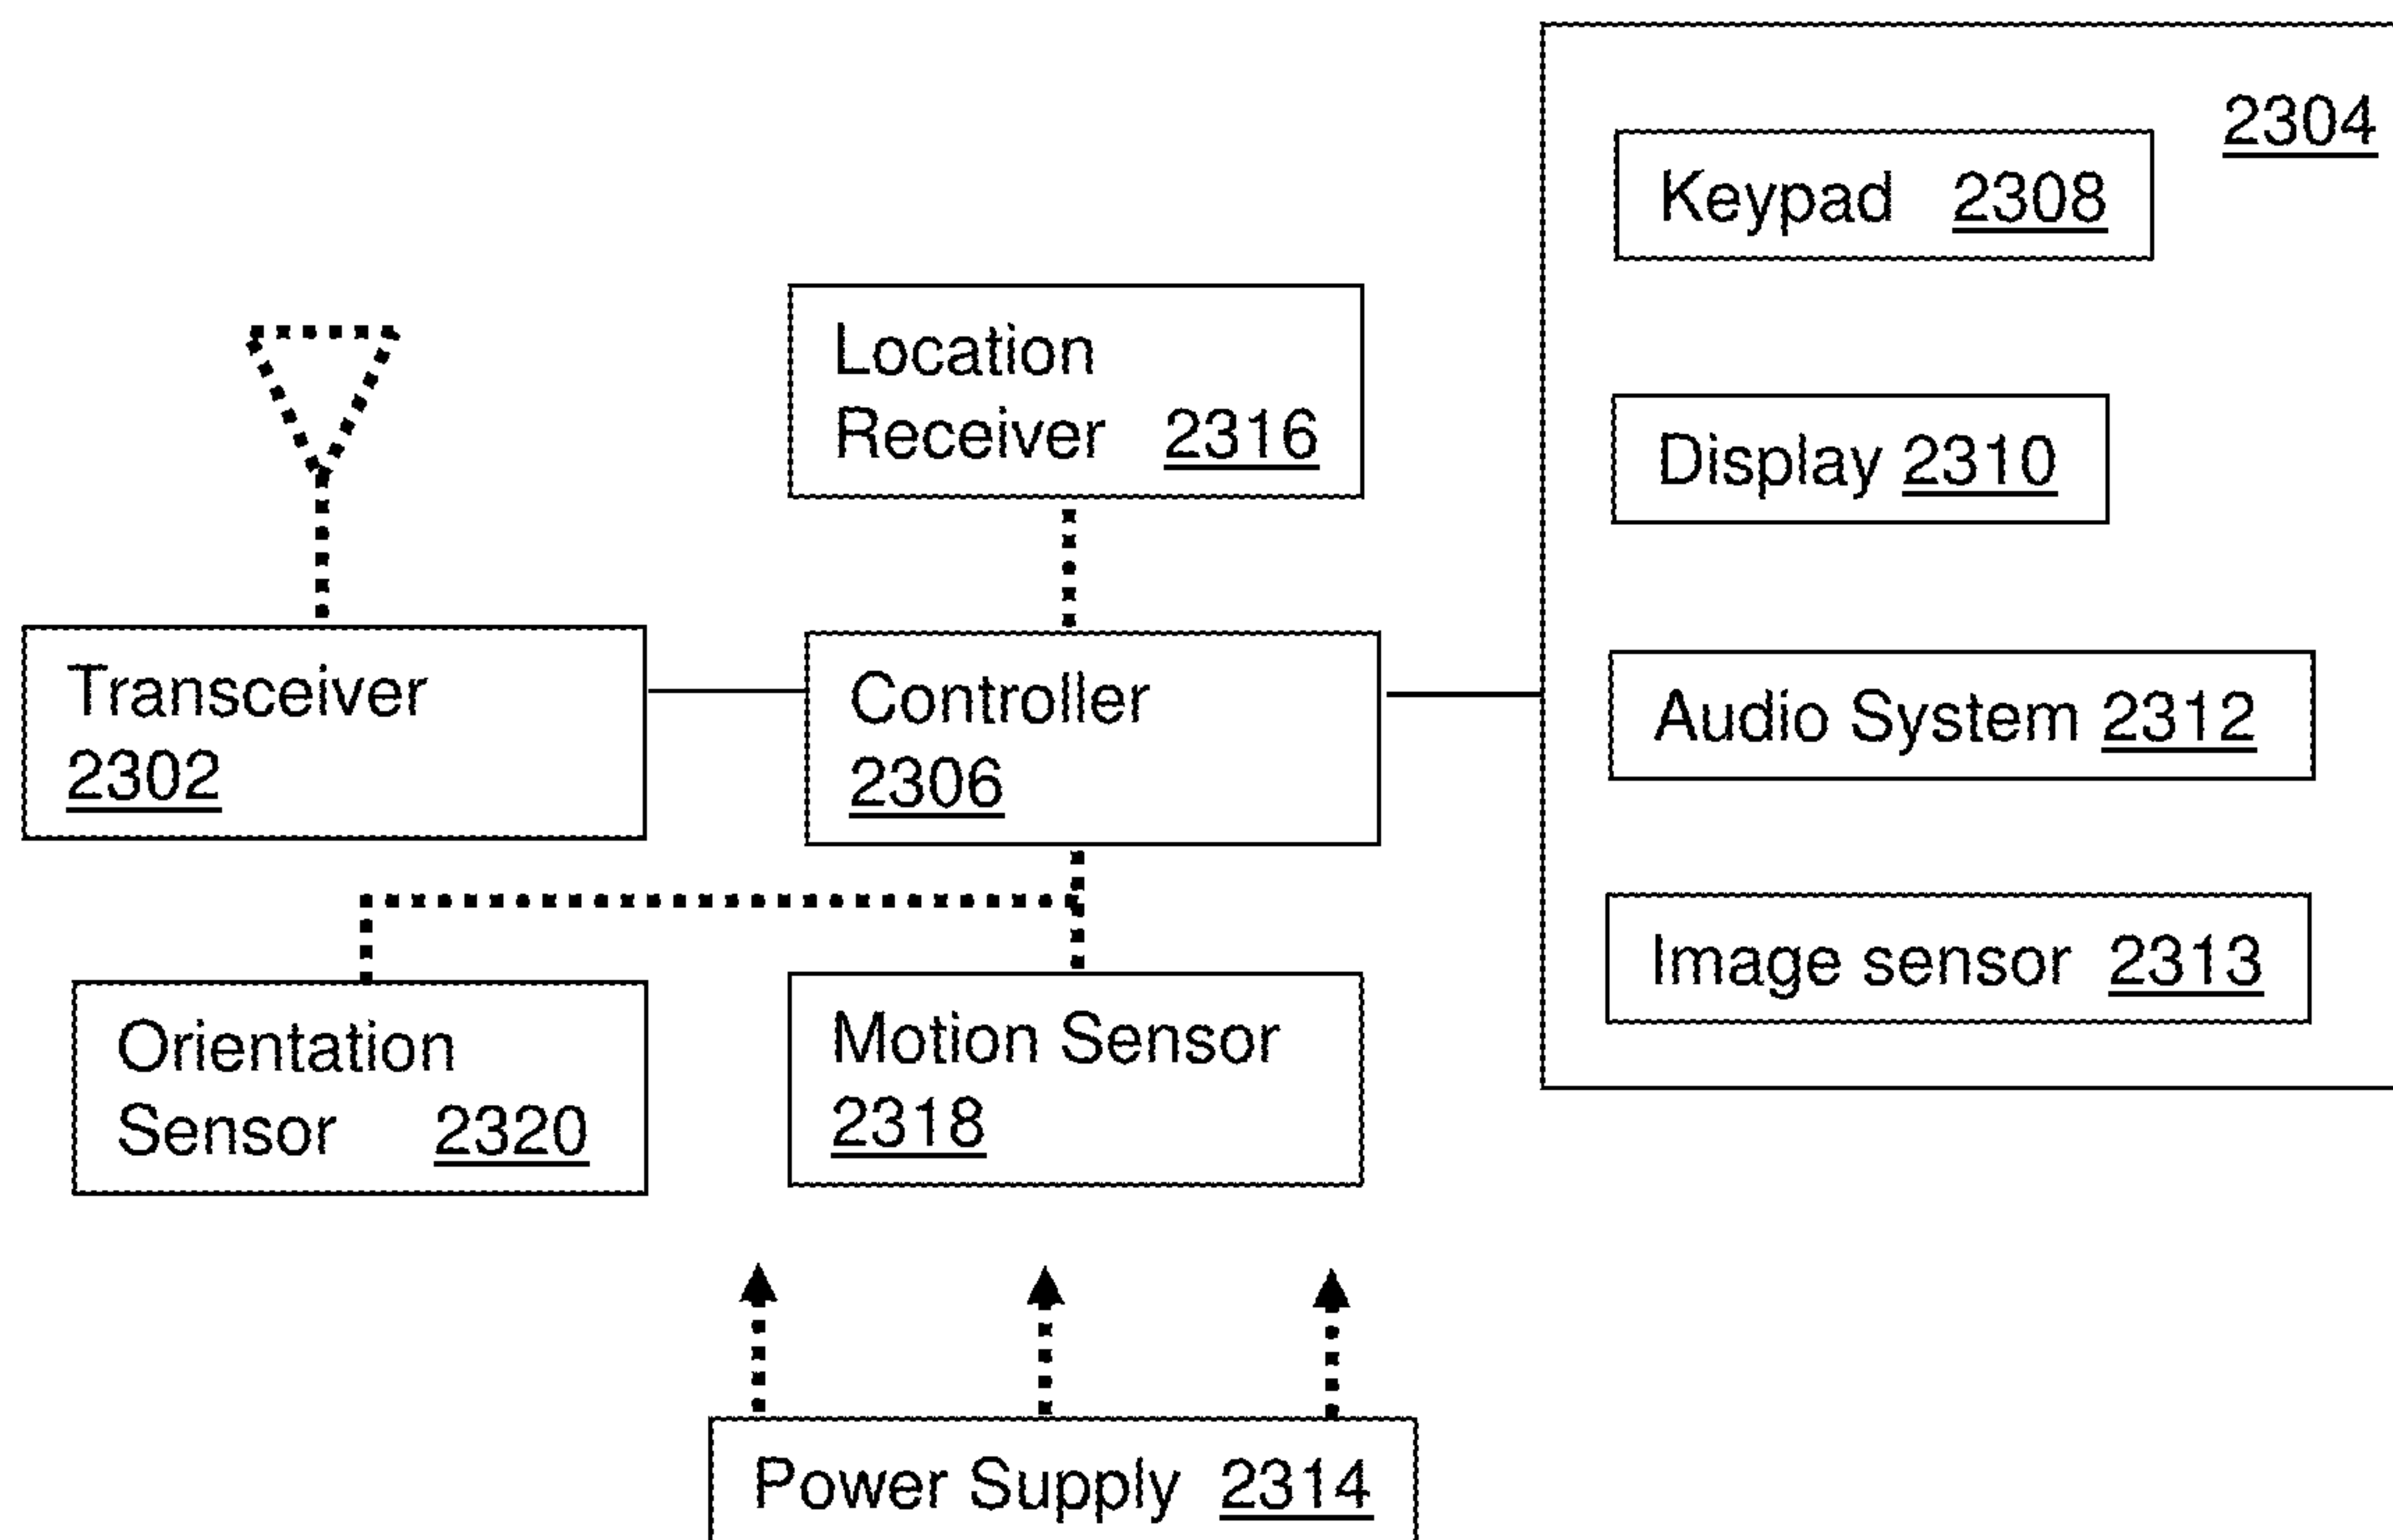 2304
Keypad 2308
Location
Receiver 2316
Display 2310
Transceiver
2302
Controller
2306
Audio System 2312
Image sensor 2313
Orientation
Sensor 2320
Motion Sensor
2318
Power Supply 2314